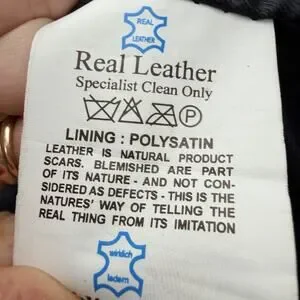 REAL
LEATHER
Real Leather
Specialist Clean Only
P
LINING : POLYSATIN
LEATHER IS NATURAL PRODUCT
SCARS. BLEMISHED ARE PART
OF ITS NATURE - AND NOT CON-
SIDERED AS DEFECTS - THIS IS THE
NATURES' WAY OF TELLING THE
REAL THING FROM ITS IMITATION
wirklich
ledern